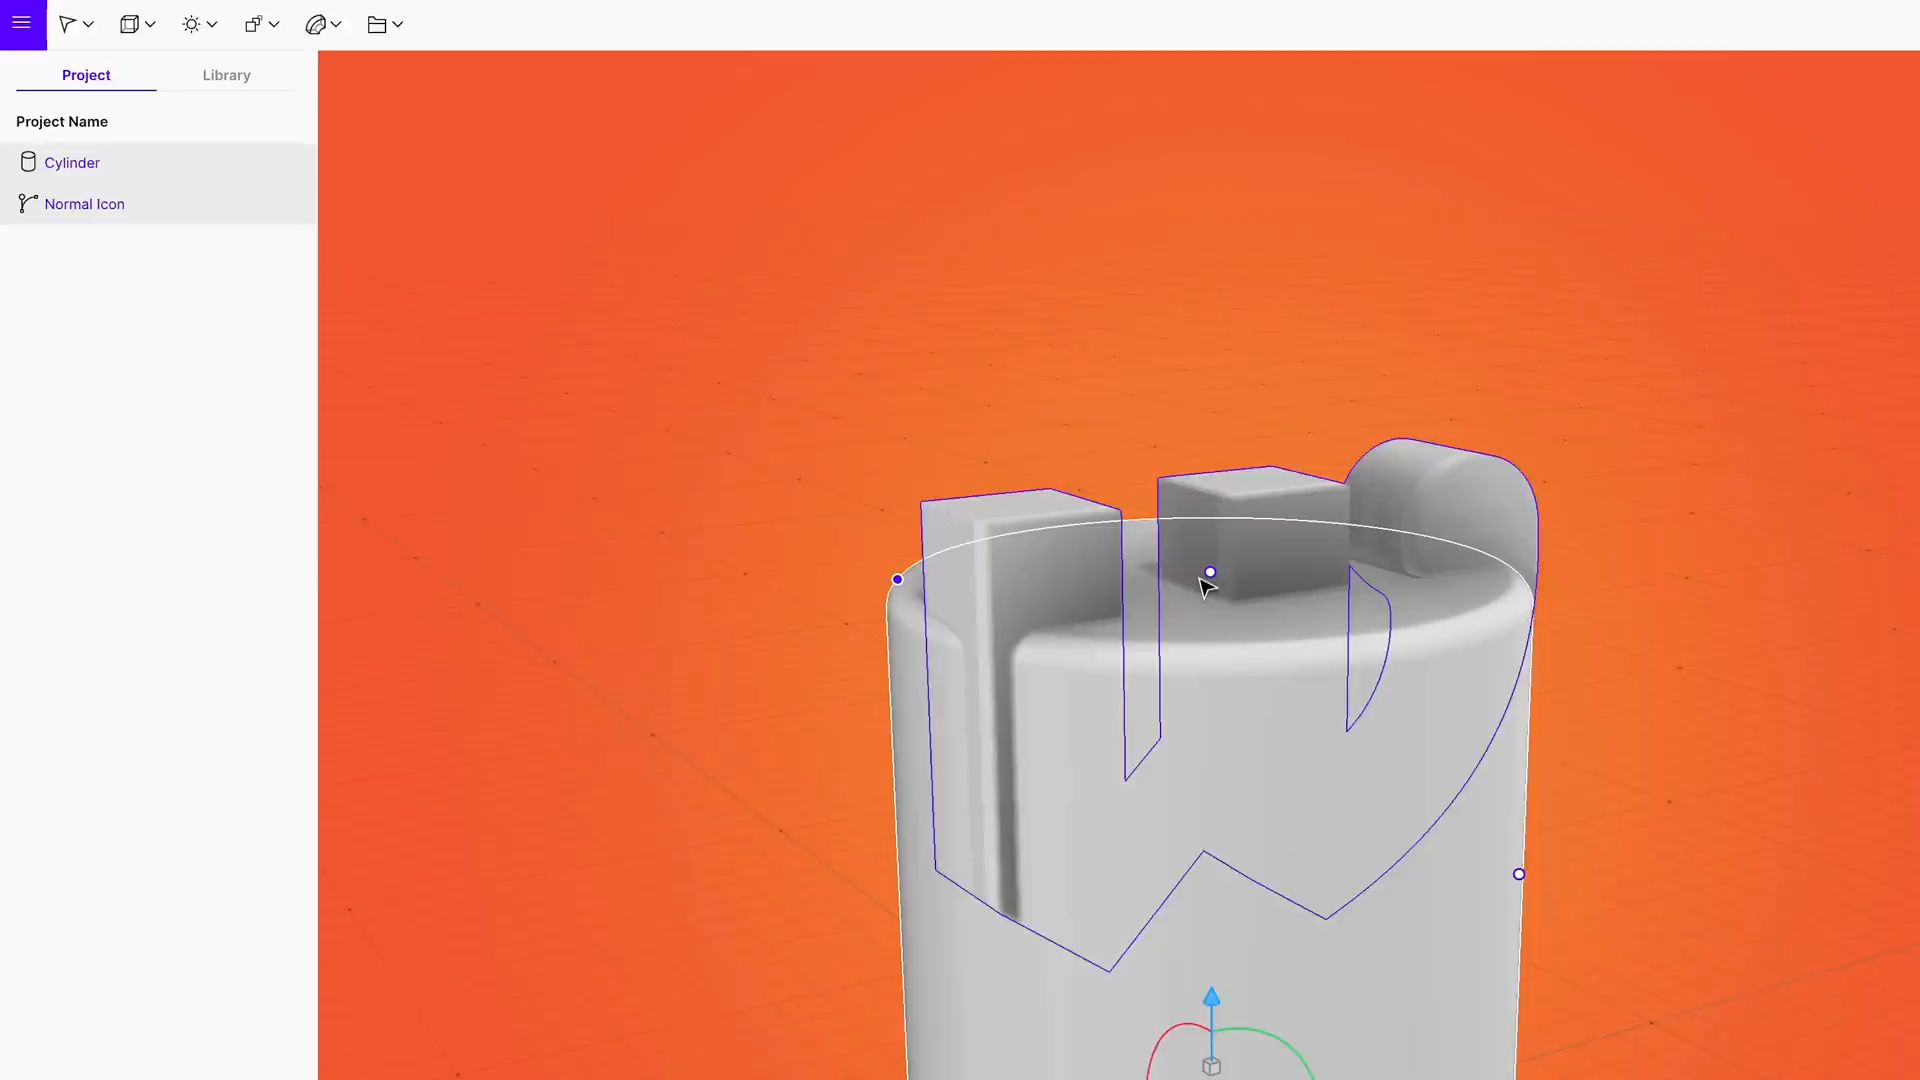 Project
Library
Project Name
Cylinder
Normal Icon